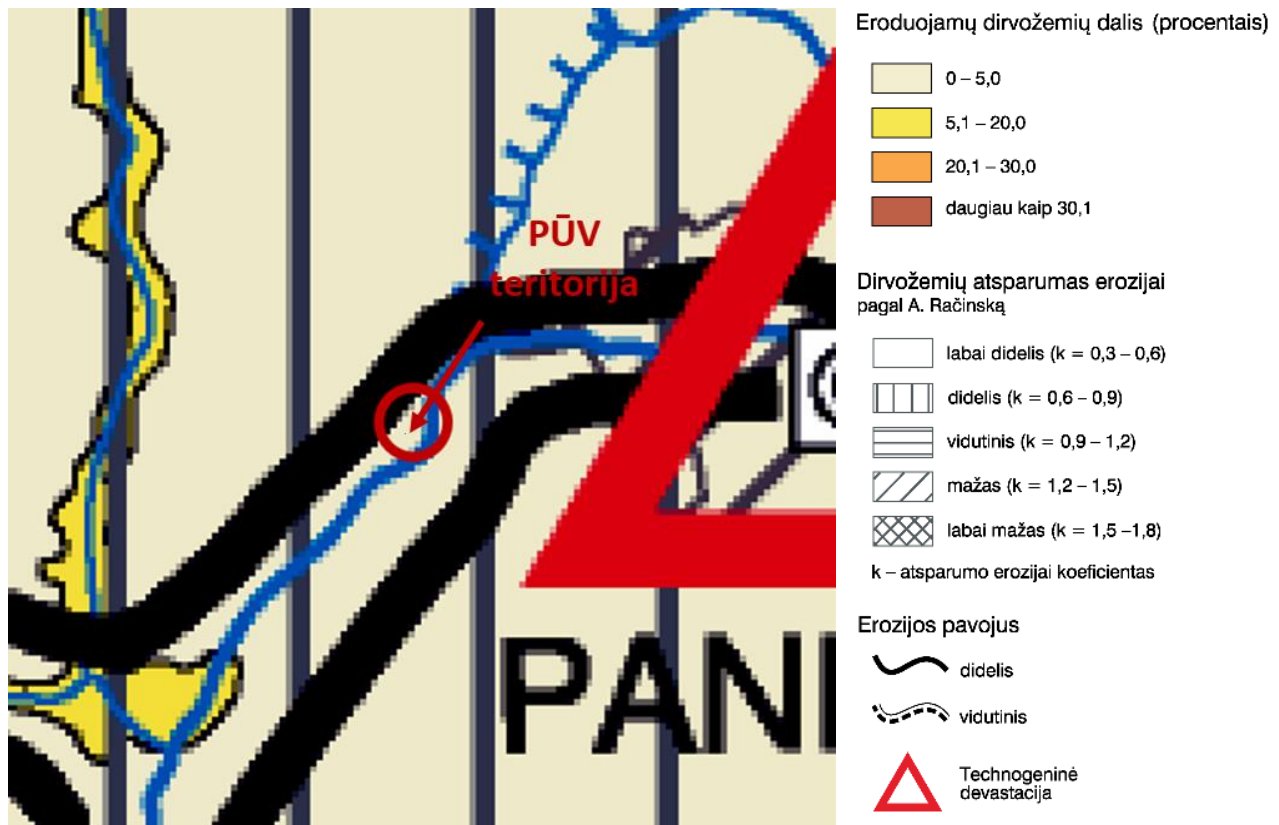 PŪV
teritorija
PAN
Eroduojamų dirvožemių dalis (procentais)
0 – 5,0
5,1 – 20,0
20,1 – 30,0
daugiau kaip 30,1
Dirvožemių atsparumas erozijai
pagal A. Račinską
labai didelis (k = 0,3 – 0,6)
didelis (k = 0,6 – 0,9)
vidutinis (k = 0,9 – 1,2)
mažas (k = 1,2 – 1,5)
labai mažas (k = 1,5 –1,8)
k – atsparumo erozijai koeficientas
Erozijos pavojus
didelis
vidutinis
Technogeninė
devastacija